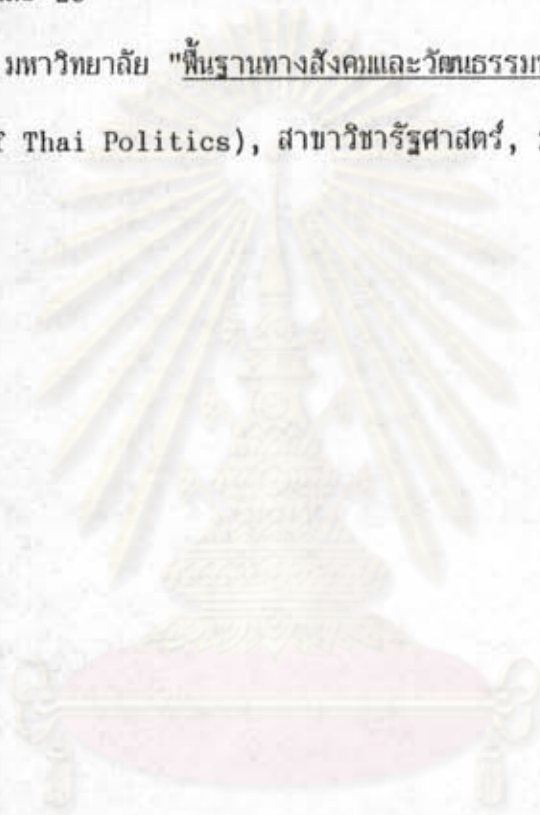 มหาวิทยาลัย "พื้นฐานทางสังคมและวัฒนธรรม
f Thai Politics), สาขาวิชารัฐศาสตร์,